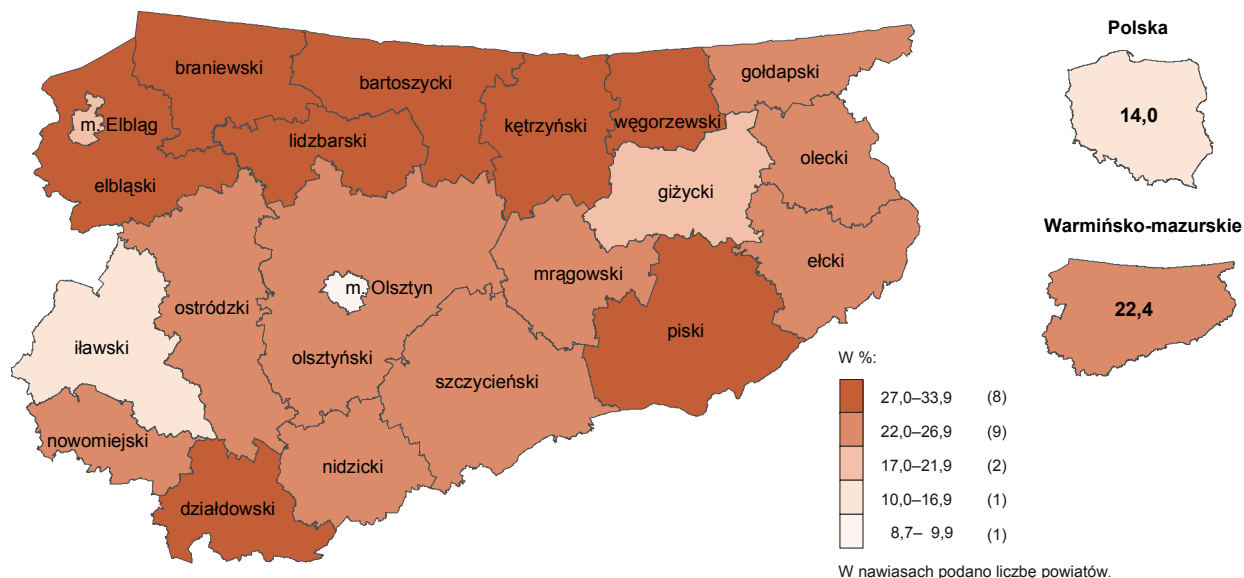 Polska
14,0
Warmińsko-mazurskie
22,4
braniewski
bartoszycki
gołdapski
m. Elbląg
lidzbarski
kętrzyński
węgorzewski
olecki
elbląski
giżycki
ełcki
mrągowski
ostródzki
m. Olsztyn
piski
iławski
olsztyński
szczycieński
nowomiejski
nidzicki
działdowski
W %:
27,0–33,9 (8)
22,0–26,9 (9)
17,0–21,9 (2)
10,0–16,9 (1)
8,7– 9,9 (1)
W nawiasach podano liczbę powiatów.